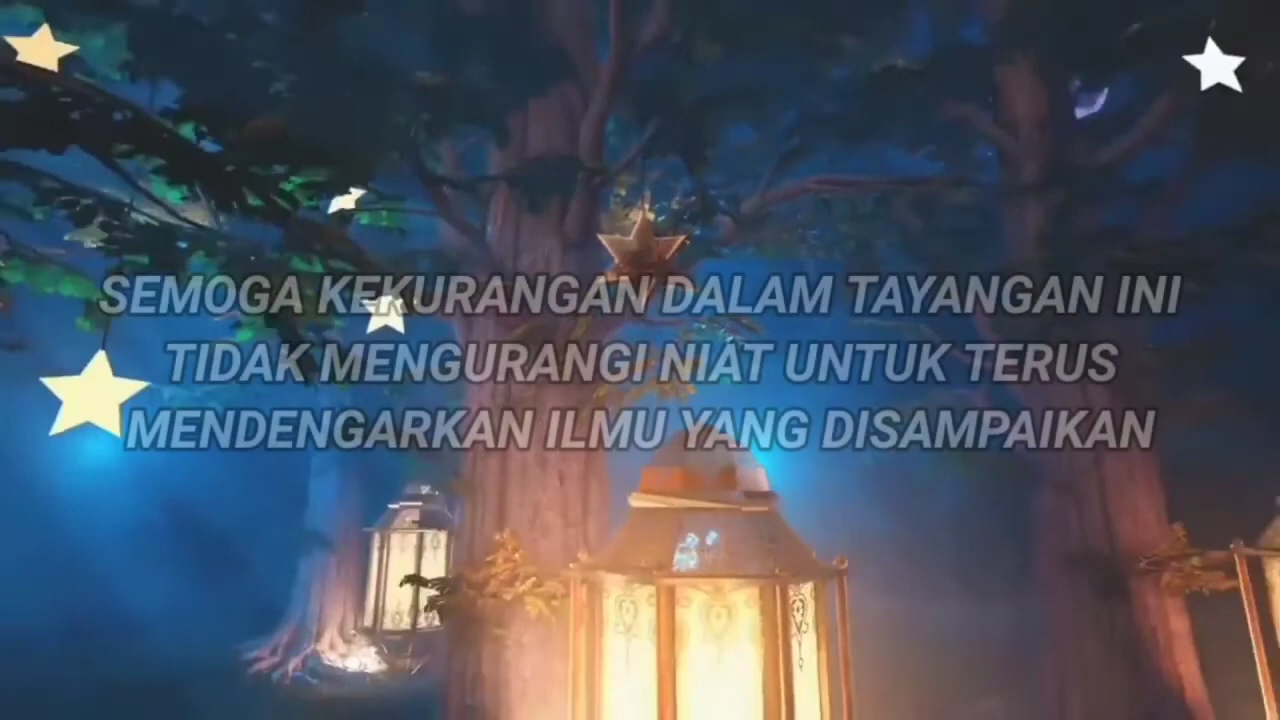 SEMOGA KEKURANGAN DALAM TAYANGAN INI
TIDAK MENGURANGI NIAT UNTUK TERUS
MENDENGARKAN ILMU YANG DISAMPAIKAN